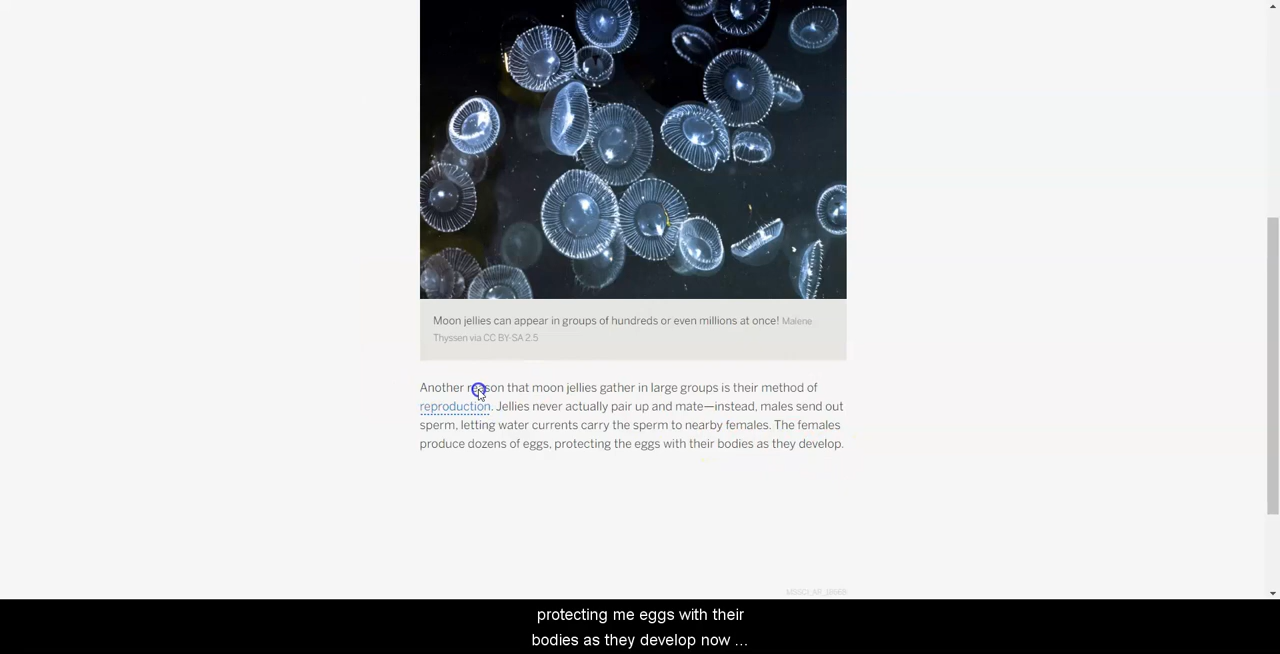 Moon jellies can appear in groups of hundreds or even millions at once! Malene
Thyssen via CC BY-SA 2.5
Another reason that moon jellies gather in large groups is their method of
reproduction. Jellies never actually pair up and mate—instead, males send out
sperm, letting water currents carry the sperm to nearby females. The females
produce dozens of eggs, protecting the eggs with their bodies as they develop.
protecting me eggs with their
bodies as they develop now ...